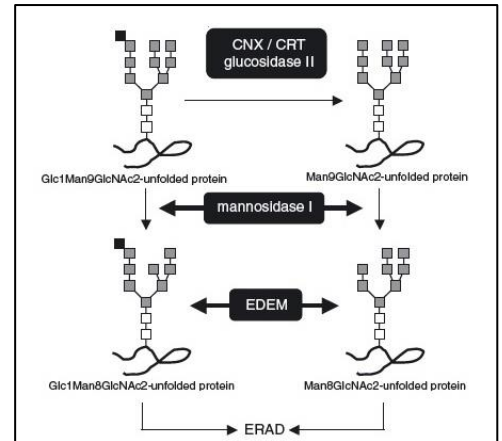 CNX / CRT
glucosidase II
Glc1Man9GlcNAc2-unfolded protein
Man9GlcNAc2-unfolded protein
mannosidase I
EDEM
Glc1Man8GlcNAc2-unfolded protein
Man8GlcNAc2-unfolded protein
ERAD